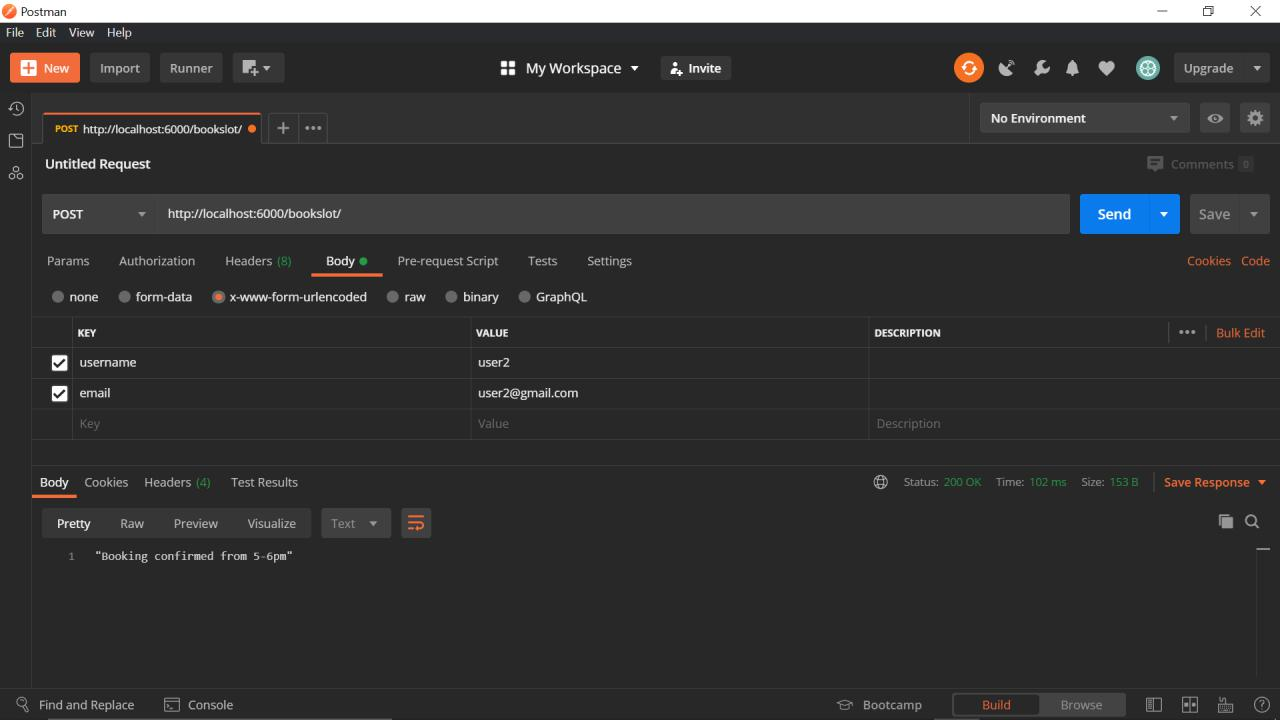 Postman
File Edit View Help
New Import Runner My Workspace Invite Upgrade
POST http://localhost:6000/bookslot/ No Environment
Untitled Request Comments 0
POST http://localhost:6000/bookslot/ Send Save
Params Authorization Headers (8) Body Pre-request Script Tests Settings Cookies Code
none form-data x-www-form-urlencoded raw binary GraphQL
KEY VALUE DESCRIPTION Bulk Edit
username user2
email user2@gmail.com
Key Value Description
Body Cookies Headers (4) Test Results Status: 200 OK Time: 102 ms Size: 153 B Save Response
Pretty Raw Preview Visualize Text
1 "Booking confirmed from 5-6pm"
Find and Replace Console Bootcamp Build Browse